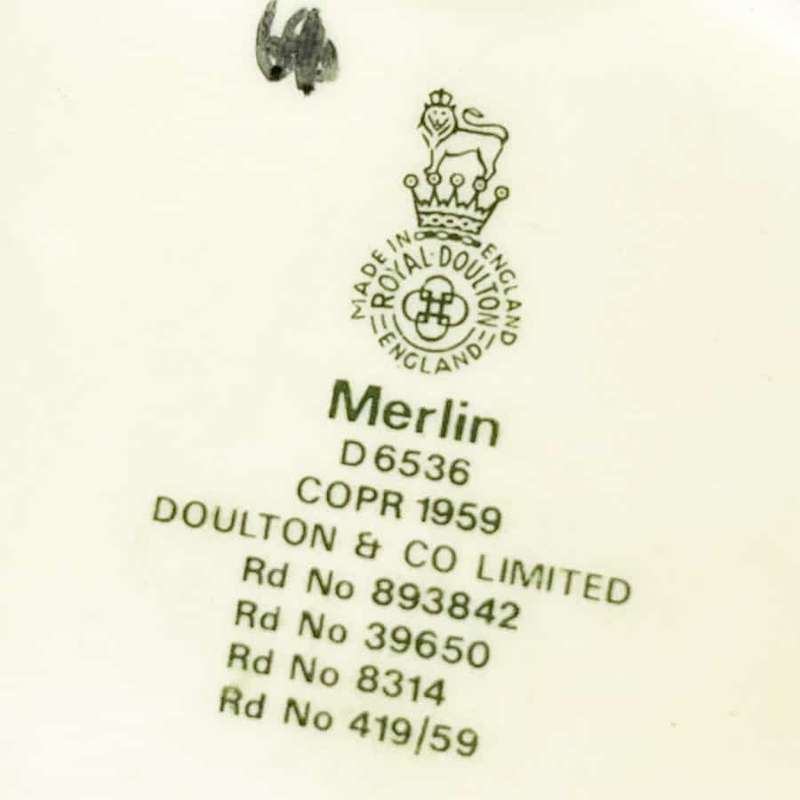 MADE IN ENGLAND
ROYAL·DOULTON
ENGLAND
Merlin
D 6536
COPR 1959
DOULTON & CO LIMITED
Rd No 893842
Rd No 39650
Rd No 8314
Rd No 419/59